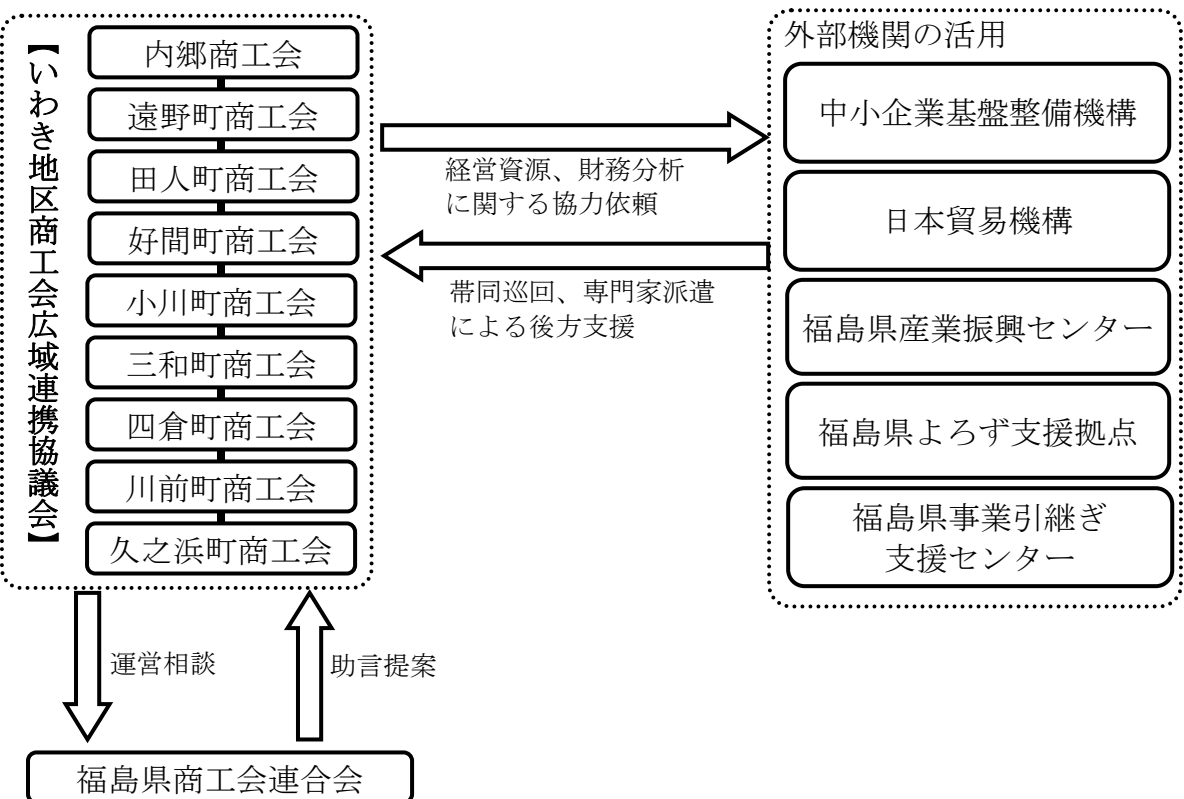 【いわき地区商工会広域連携協議会】
内郷商工会
遠野町商工会
田人町商工会
好間町商工会
小川町商工会
三和町商工会
四倉町商工会
川前町商工会
久之浜町商工会
経営資源、財務分析
に関する協力依頼
帯同巡回、専門家派遣
による後方支援
外部機関の活用
中小企業基盤整備機構
日本貿易機構
福島県産業振興センター
福島県よろず支援拠点
福島県事業引継ぎ
支援センター
運営相談
助言提案
福島県商工会連合会